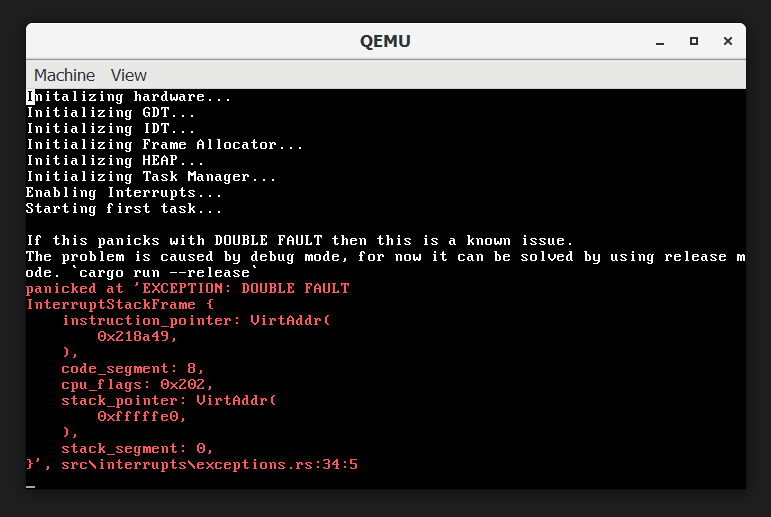 QEMU
Machine View
Initalizing hardware...
Initializing GDT...
Initializing IDT...
Initializing Frame Allocator...
Initializing HEAP...
Initializing Task Manager...
Enabling Interrupts...
Starting first task...
If this panicks with DOUBLE FAULT then this is a known issue.
The problem is caused by debug mode, for now it can be solved by using release m
ode. `cargo run --release`
panicked at 'EXCEPTION: DOUBLE FAULT
InterruptStackFrame {
    instruction_pointer: VirtAddr(
        0x218a49,
    ),
    code_segment: 8,
    cpu_flags: 0x202,
    stack_pointer: VirtAddr(
        0xfffffe0,
    ),
    stack_segment: 0,
}', src\interrupts\exceptions.rs:34:5